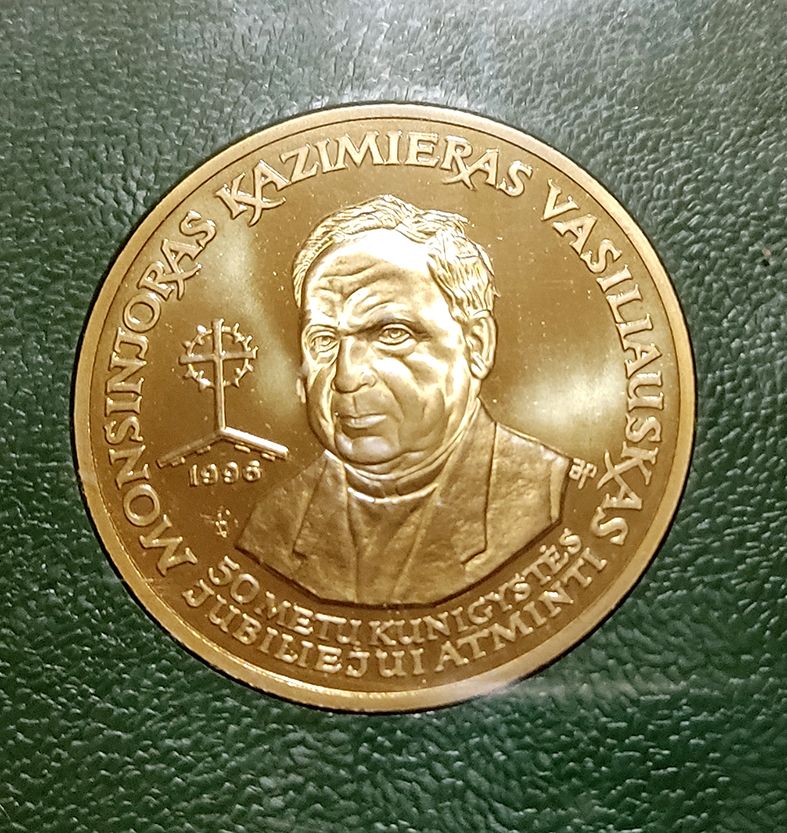 MONSINJORAS KAZIMIERAS VASILIAUSKAS
1996
50 METŲ KUNIGYSTĖS
JUBILIEJUI ATMINTI